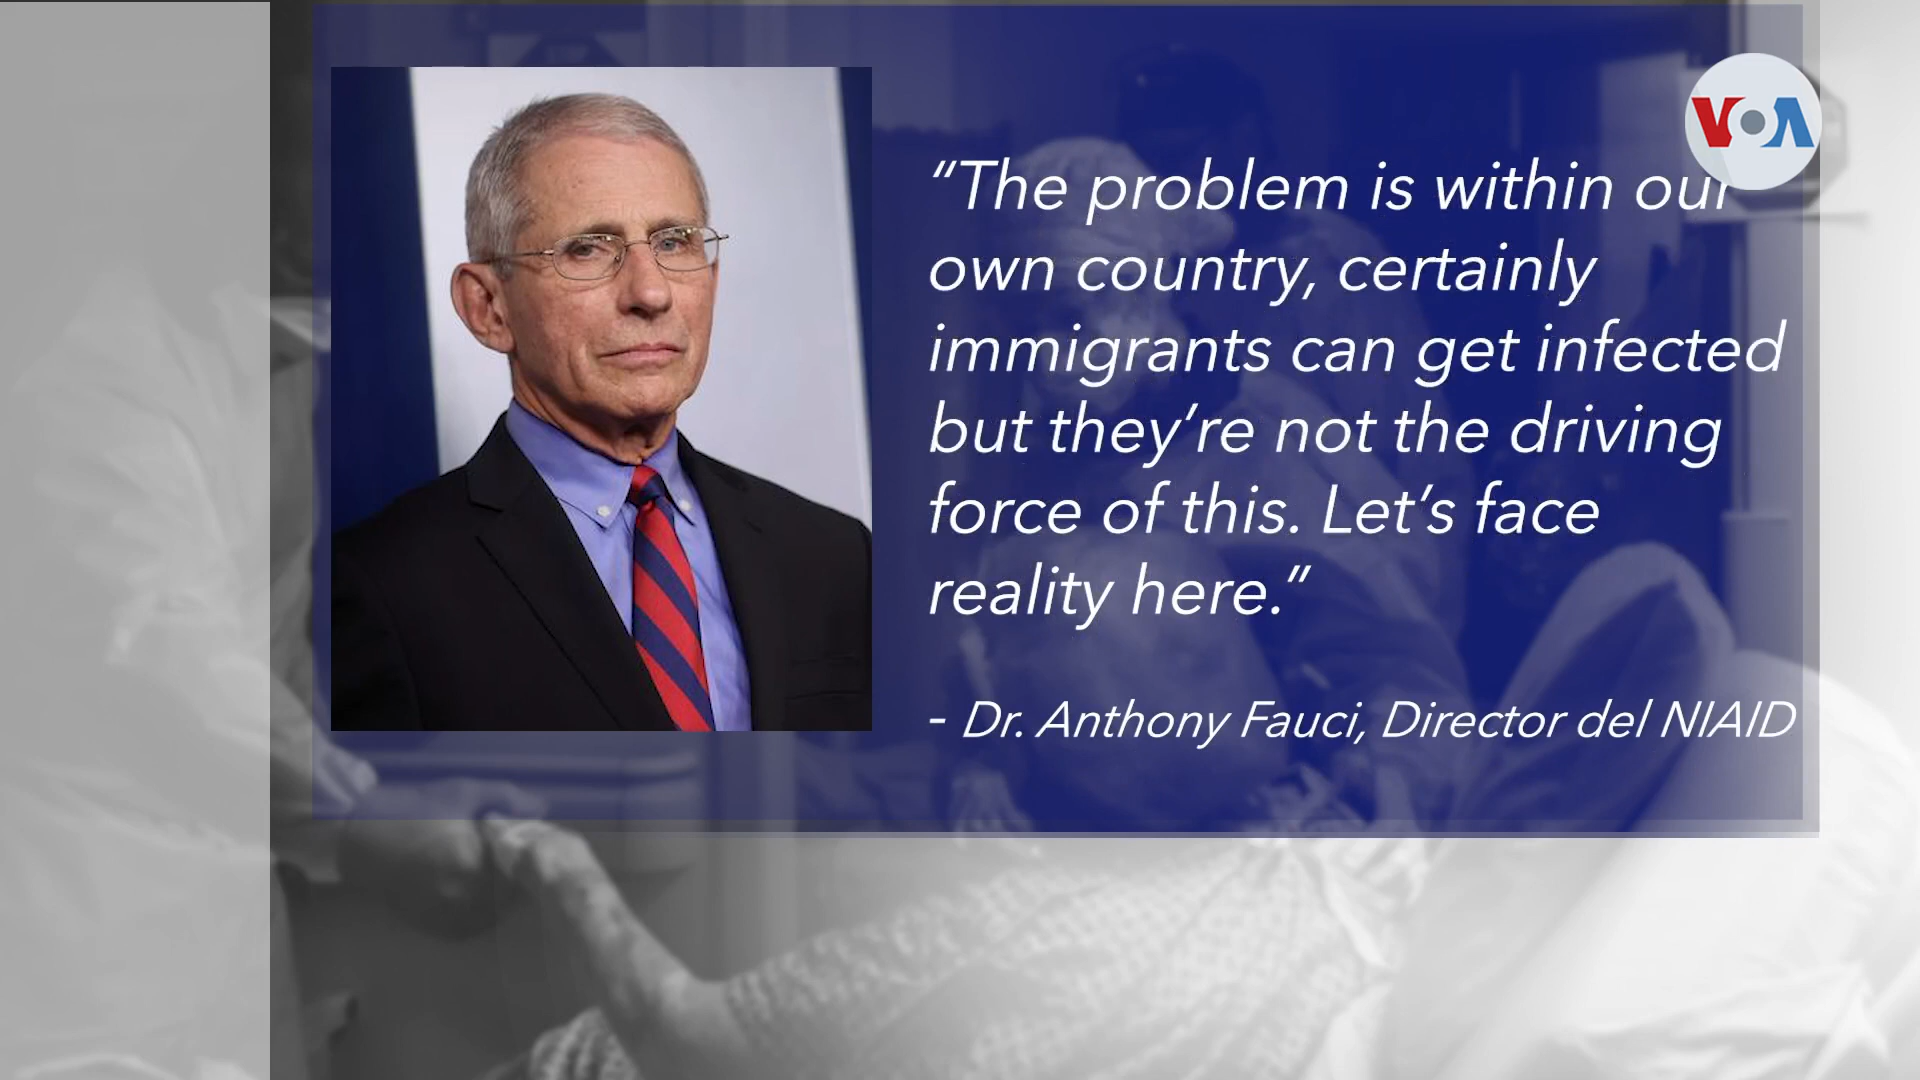 VOA
“The problem is within our
own country, certainly
immigrants can get infected
but they’re not the driving
force of this. Let’s face
reality here.”
- Dr. Anthony Fauci, Director del NIAID